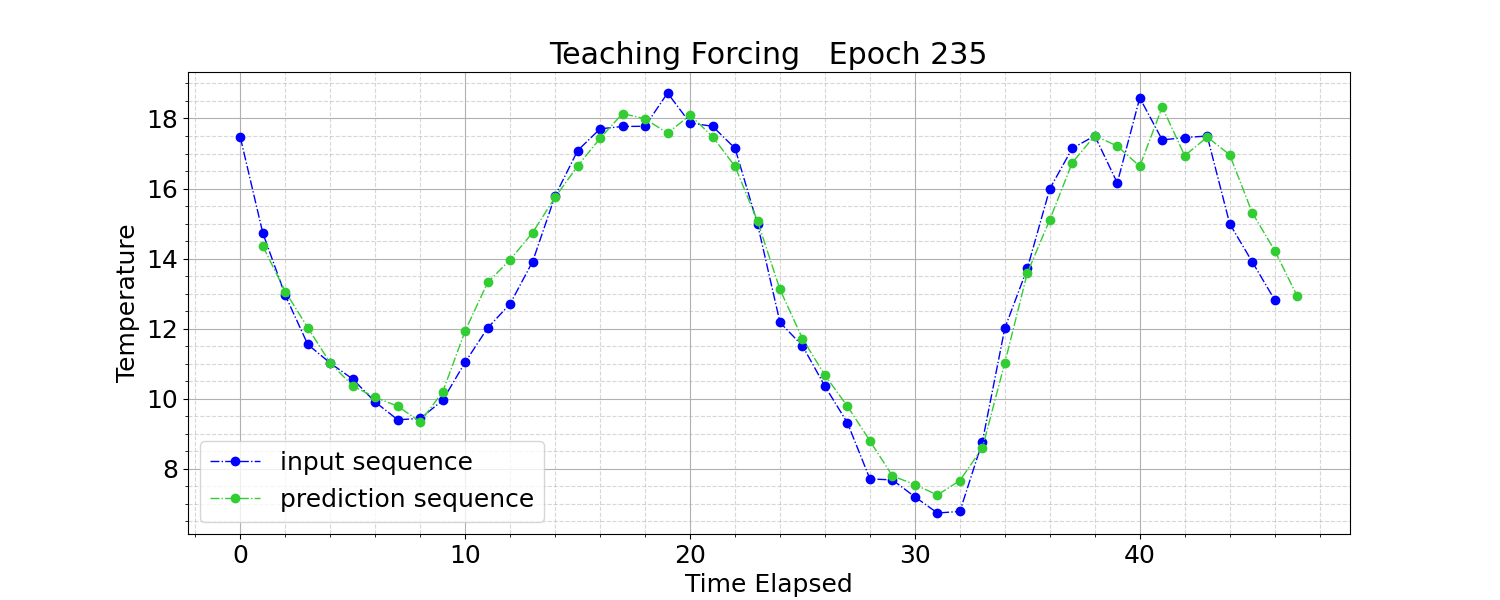 Teaching Forcing   Epoch 235
Temperature
18
16
14
12
10
8
input sequence
prediction sequence
0 10 20 30 40
Time Elapsed